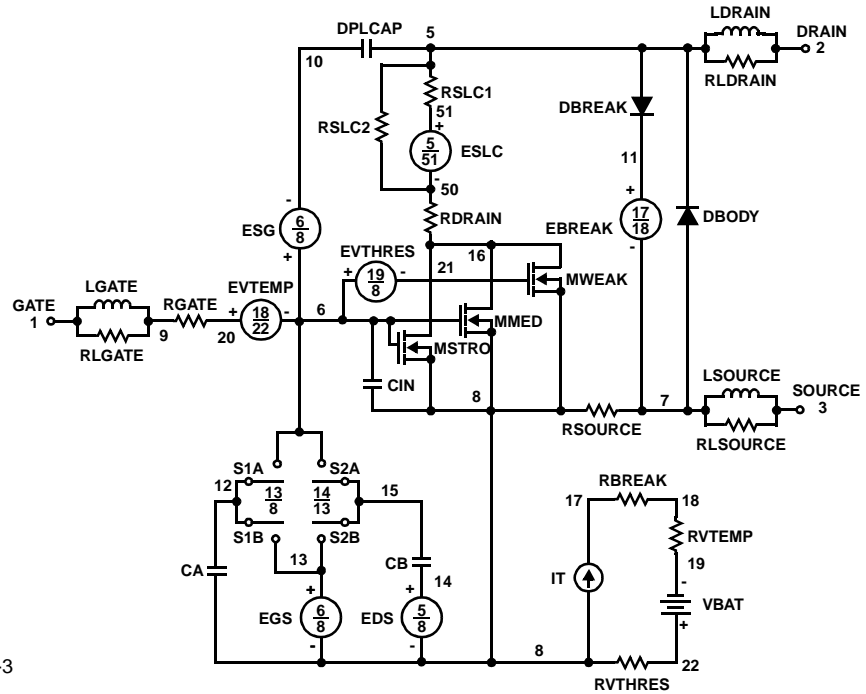 LDRAIN
DPLCAP 5 DRAIN
10 2
RLDRAIN
RSLC1
DBREAK
51
RSLC2 +
5
51 ESLC
11
-
50
- +
RDRAIN
6
8 ESG
17
18 EBREAK
DBODY
EVTHRES
+ 16 -
+ 19
8 - 21 MWEAK
LGATE
EVTEMP
GATE RGATE + 18
22 - 6
1 MMED
9 20
RLGATE MSTRO
LSOURCE
CIN 8 7 SOURCE
3
RSOURCE
RLSOURCE
S1A S2A
12 13
8 14
13 15
RBREAK
17 18
S1B S2B
RVTEMP
13 CB
CA 19
IT
14 -
+ +
VBAT
EGS 6
8 EDS 5
8
+
- - 8
22
RVTHRES
-3